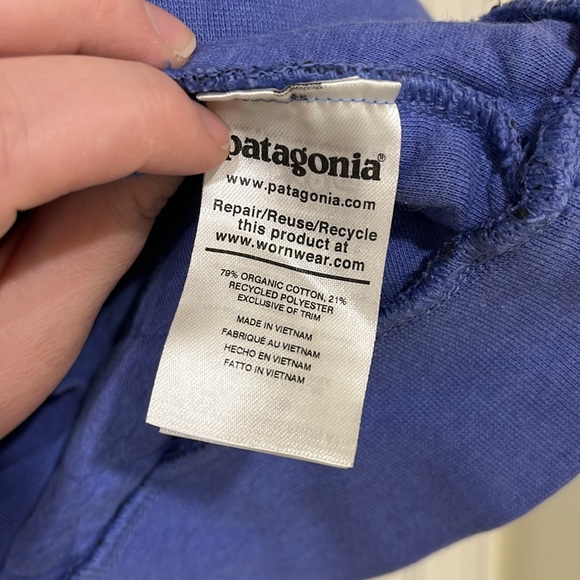 patagonia®
www.patagonia.com
Repair/Reuse/Recycle
this product at
www.wornwear.com
79% ORGANIC COTTON, 21%
RECYCLED POLYESTER
EXCLUSIVE OF TRIM
MADE IN VIETNAM
FABRIQUÉ AU VIETNAM
HECHO EN VIETNAM
FATTO IN VIETNAM